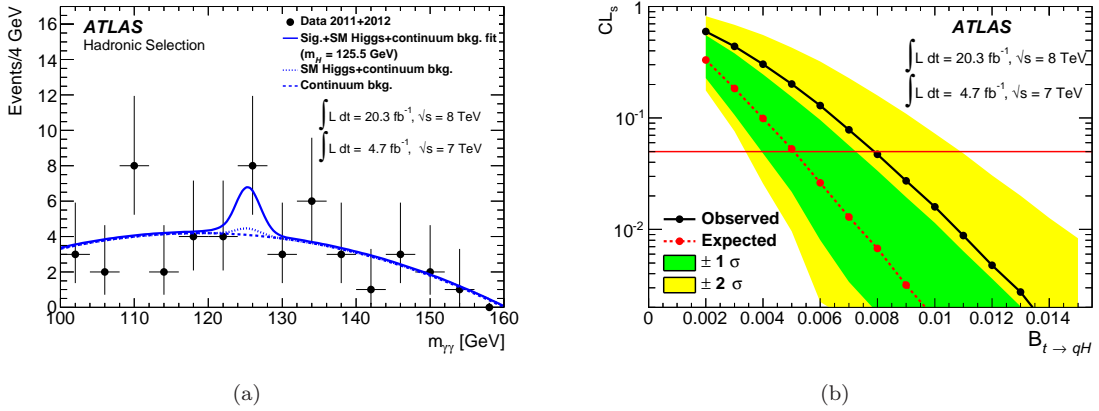 ATLAS
Hadronic Selection
Data 2011+2012
Sig.+SM Higgs+continuum bkg. fit
(m_H = 125.5 GeV)
SM Higgs+continuum bkg.
Continuum bkg.
∫ L dt = 20.3 fb⁻¹, √s = 8 TeV
∫ L dt = 4.7 fb⁻¹, √s = 7 TeV
Events/4 GeV
16
14
12
10
8
6
4
2
0
100 110 120 130 140 150 160
m_γγ [GeV]
(a)
ATLAS
∫ L dt = 20.3 fb⁻¹ √s = 8 TeV
∫ L dt = 4.7 fb⁻¹ √s = 7 TeV
CL_s
1
10⁻¹
10⁻²
Observed
Expected
± 1 σ
± 2 σ
0 0.002 0.004 0.006 0.008 0.01 0.012 0.014
B_{t → qH}
(b)